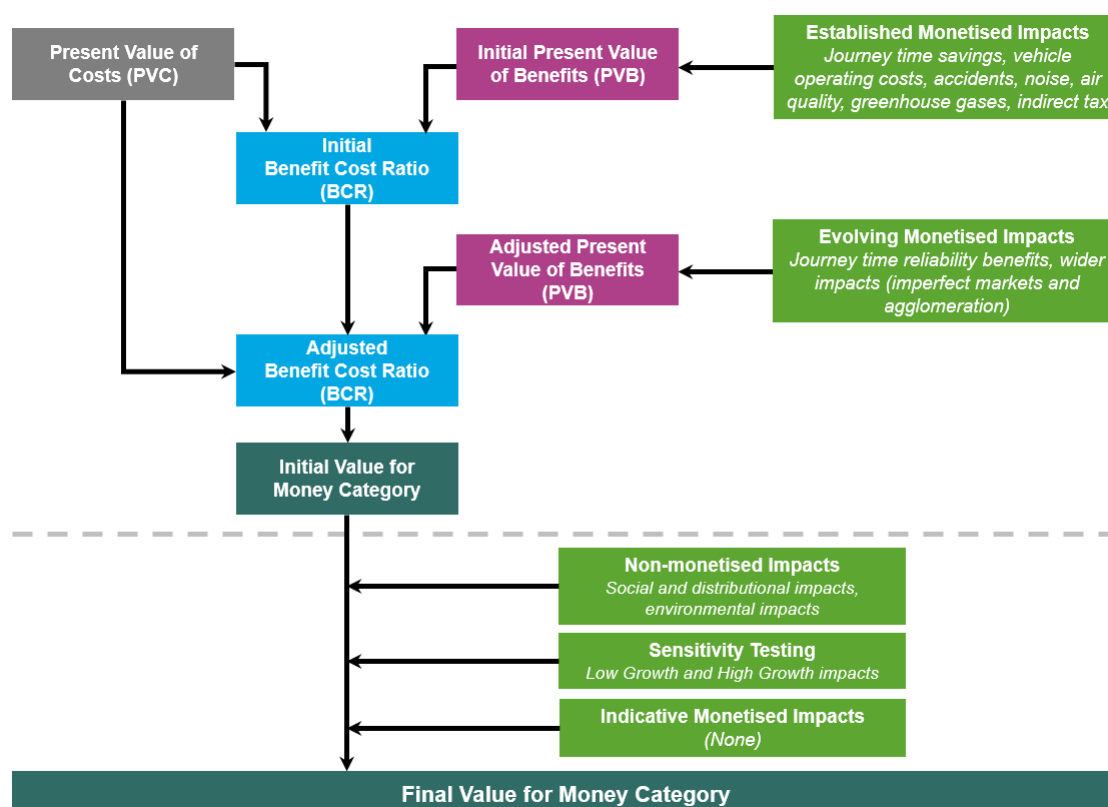 Present Value of
Costs (PVC)
Initial Present Value
of Benefits (PVB)
Established Monetised Impacts
Journey time savings, vehicle
operating costs, accidents, noise, air
quality, greenhouse gases, indirect tax
Initial
Benefit Cost Ratio
(BCR)
Adjusted Present
Value of Benefits
(PVB)
Evolving Monetised Impacts
Journey time reliability benefits, wider
impacts (imperfect markets and
agglomeration)
Adjusted
Benefit Cost Ratio
(BCR)
Initial Value for
Money Category
Non-monetised Impacts
Social and distributional impacts,
environmental impacts
Sensitivity Testing
Low Growth and High Growth impacts
Indicative Monetised Impacts
(None)
Final Value for Money Category